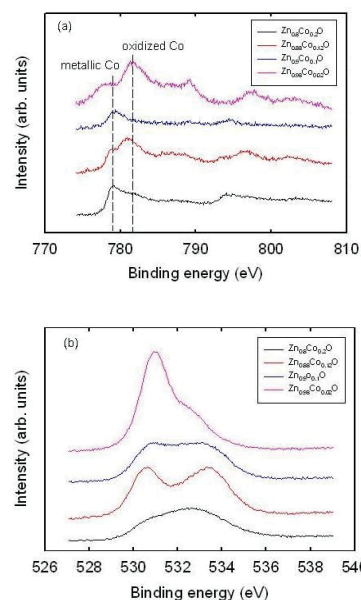 (a)
oxidized Co
metallic Co
Zn0.8Co0.2O
Zn0.88Co0.12O
Zn0.9Co0.1O
Zn0.98Co0.02O
Intensity (arb. units)
770 780 790 800 810
Binding energy (eV)
(b)
Zn0.8Co0.2O
Zn0.88Co0.12O
Zn0.9o0.1O
Zn0.98Co0.02O
Intensity (arb. units)
526 528 530 532 534 536 538 540
Binding energy (eV)